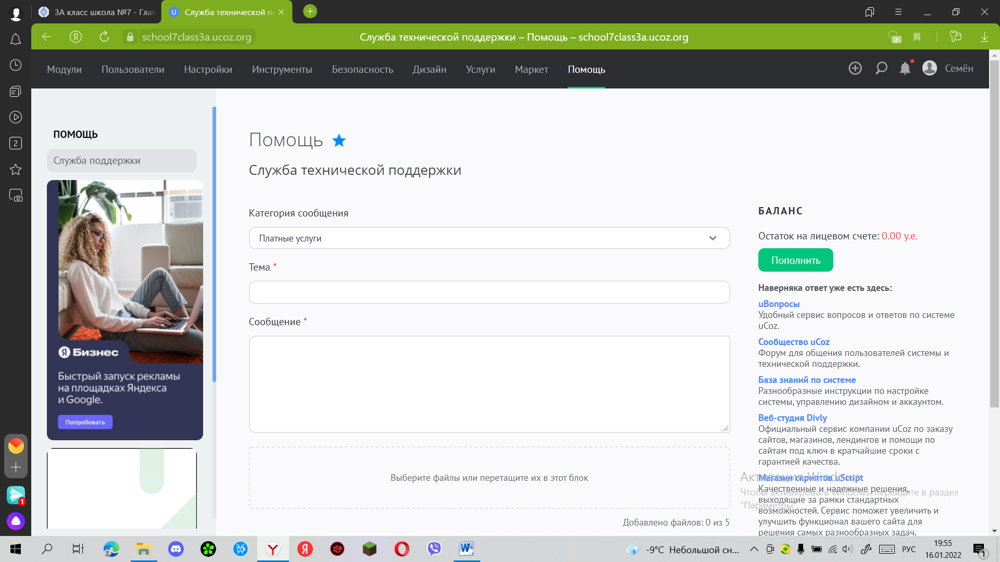 3А класс школа №7 - Глав
Служба технической по
school7class3a.ucoz.org
Служба технической поддержки – Помощь – school7class3a.ucoz.org
2
Модули
Пользователи
Настройки
Инструменты
Безопасность
Дизайн
Услуги
Маркет
Помощь
Семён
2
ПОМОЩЬ
Служба поддержки
Я Бизнес
Быстрый запуск рекламы
на площадках Яндекса
и Google.
Попробовать
Помощь
Служба технической поддержки
Категория сообщения
Платные услуги
Тема *
Сообщение *
Выберите файлы или перетащите их в этот блок
Добавлено файлов: 0 из 5
БАЛАНС
Остаток на лицевом счете: 0.00 у.е.
Пополнить
Наверняка ответ уже есть здесь:
uВопросы
Удобный сервис вопросов и ответов по системе
uCoz.
Сообщество uCoz
Форум для общения пользователей системы и
технической поддержки.
База знаний по системе
Разнообразные инструкции по настройке
системы, управлению дизайном и аккаунтом.
Веб-студия Divly
Официальный сервис компании uCoz по заказу
сайтов, магазинов, лендингов и помощи по
сайтам под ключ в кратчайшие сроки с
гарантией качества.
Магазин скриптов uScript
Качественные и надежные решения,
выходящие за рамки стандартных
возможностей. Сервис поможет увеличить и
улучшить функционал вашего сайта для
решения самых разнообразных задач.
Активация Windows
Чтобы активировать Windows, перейдите в раздел
"Параметры".
1
-9°C Небольшой сн...
РУС
19:55
16.01.2022
1